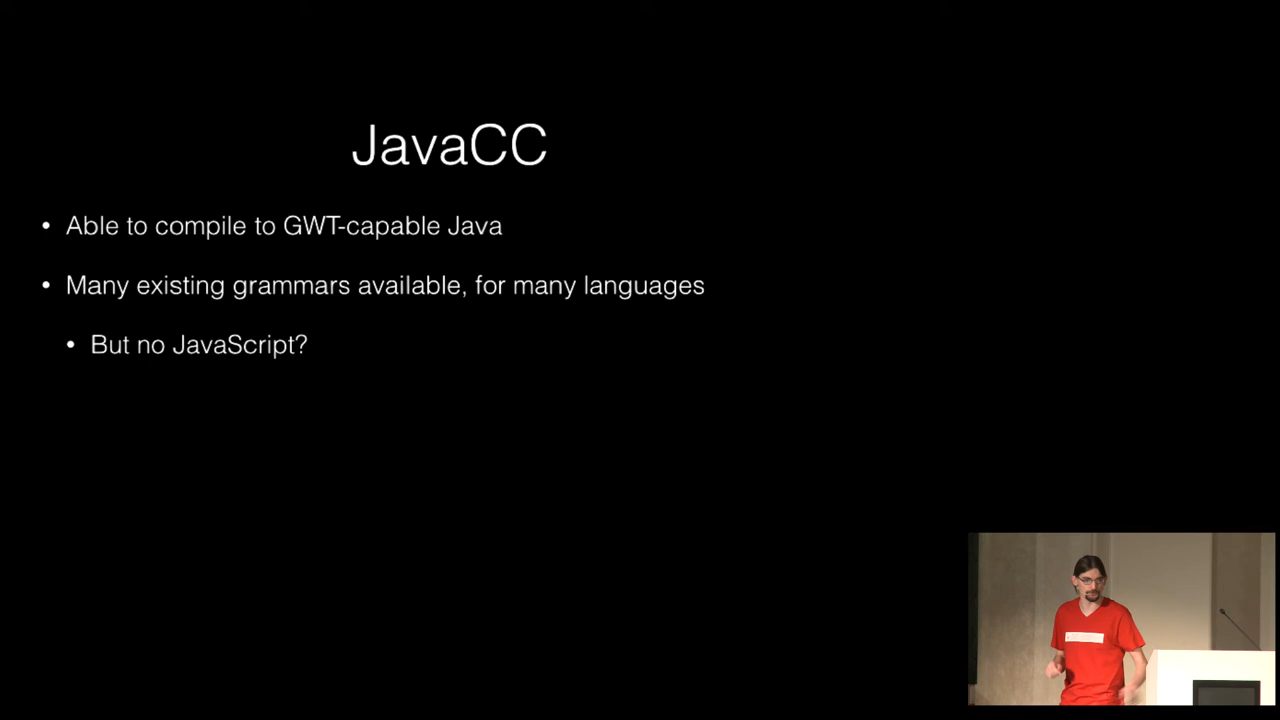 JavaCC
• Able to compile to GWT-capable Java
• Many existing grammars available, for many languages
• But no JavaScript?